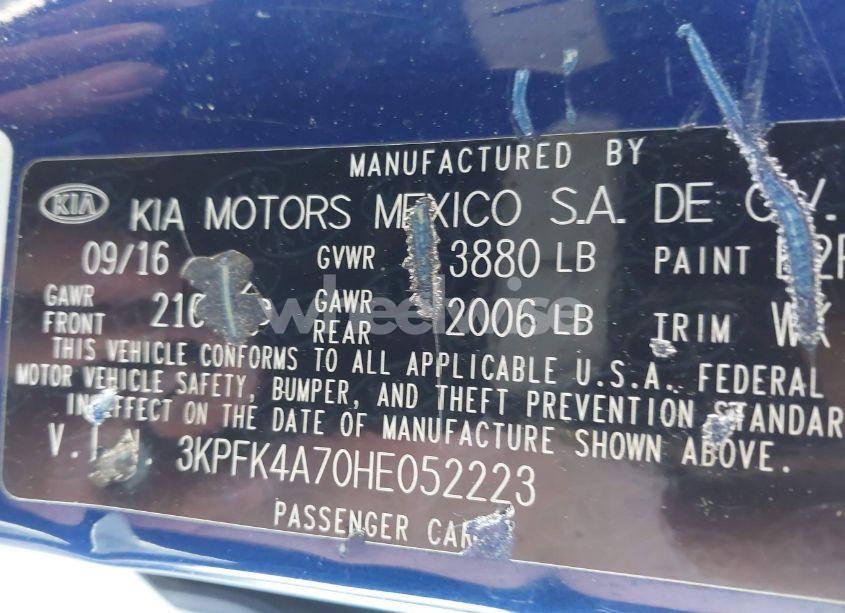 MANUFACTURED BY
KIA KIA MOTORS MEXICO S.A. DE C.V.
09/16 GVWR 3880 LB PAINT
GAWR FRONT GAWR REAR 2006 LB TRIM
THIS VEHICLE CONFORMS TO ALL APPLICABLE U.S.A. FEDERAL
MOTOR VEHICLE SAFETY, BUMPER, AND THEFT PREVENTION STANDAR
IN EFFECT ON THE DATE OF MANUFACTURE SHOWN ABOVE.
V.I.N 3KPFK4A70HE052223
PASSENGER CAR
wheelwise